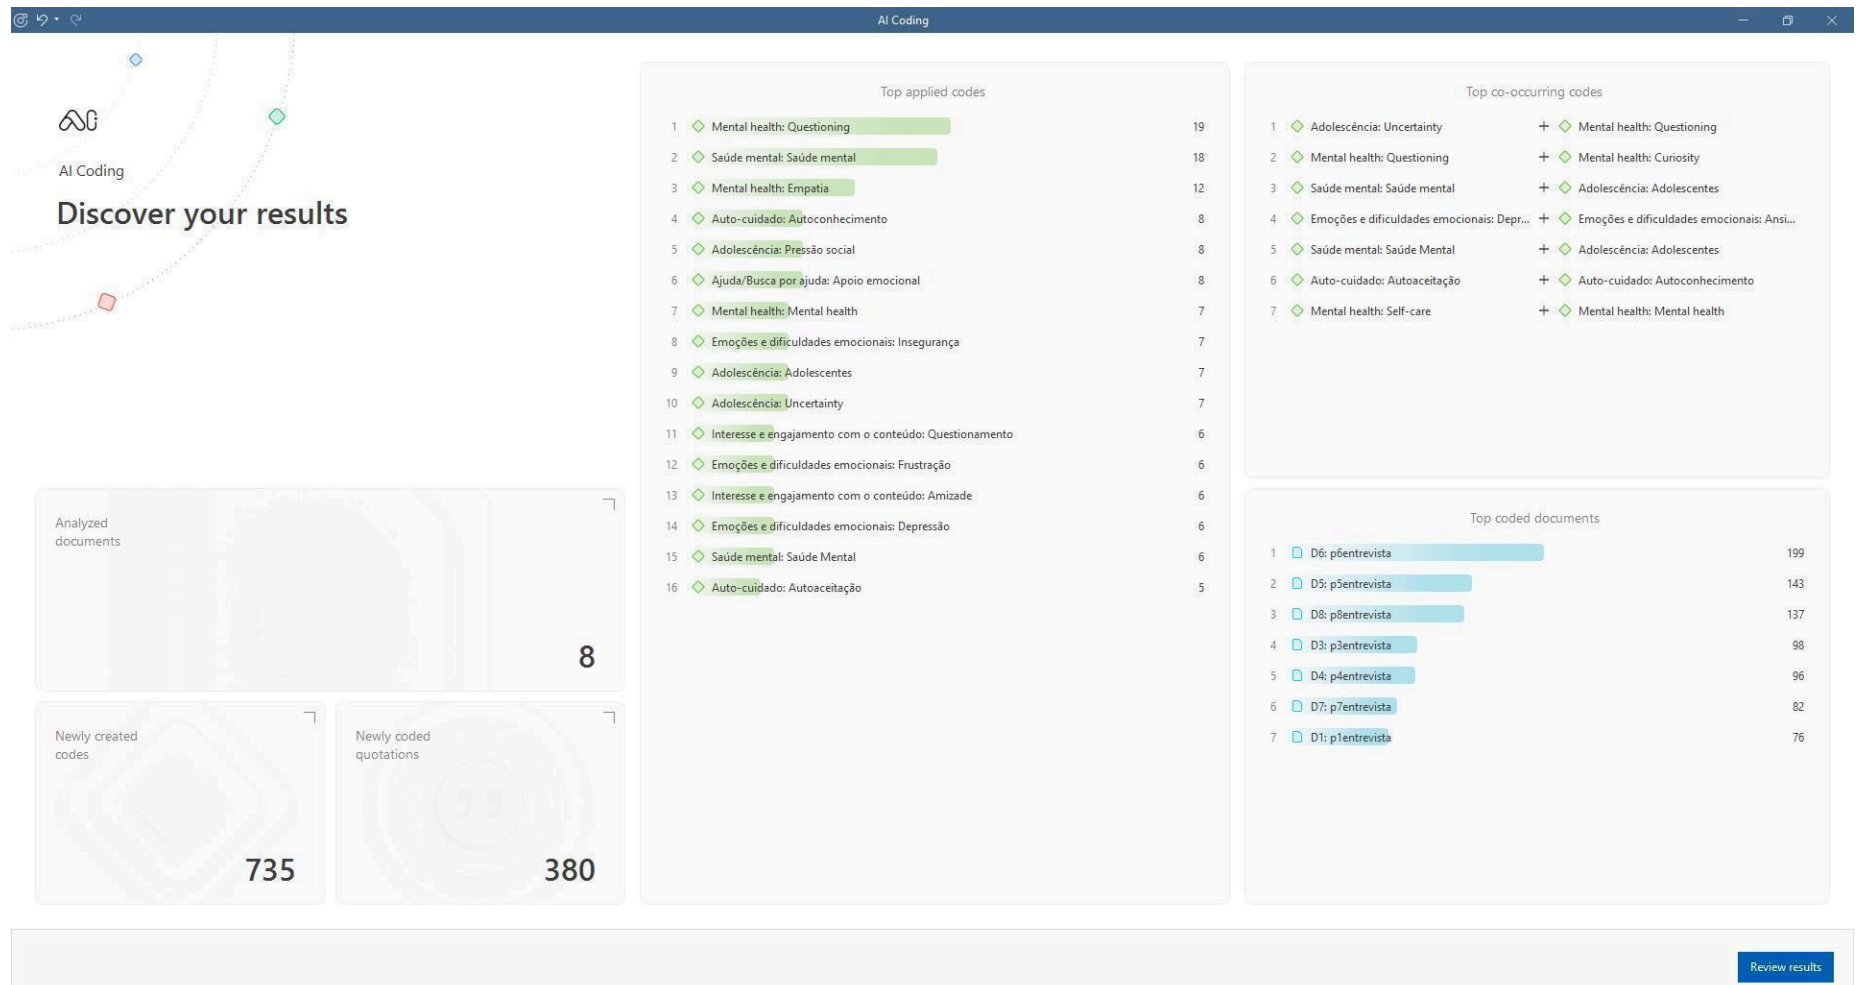 AI Coding
AI Coding
Discover your results
Analyzed
documents
8
Newly created
codes
735
Newly coded
quotations
380
Top applied codes
1 Mental health: Questioning 19
2 Saúde mental: Saúde mental 18
3 Mental health: Empatia 12
4 Auto-cuidado: Autoconhecimento 8
5 Adolescência: Pressão social 8
6 Ajuda/Busca por ajuda: Apoio emocional 8
7 Mental health: Mental health 7
8 Emoções e dificuldades emocionais: Insegurança 7
9 Adolescência: Adolescentes 7
10 Adolescência: Uncertainty 7
11 Interesse e engajamento com o conteúdo: Questionamento 6
12 Emoções e dificuldades emocionais: Frustração 6
13 Interesse e engajamento com o conteúdo: Amizade 6
14 Emoções e dificuldades emocionais: Depressão 6
15 Saúde mental: Saúde Mental 6
16 Auto-cuidado: Autoaceitação 5
Top co-occurring codes
1 Adolescência: Uncertainty + Mental health: Questioning
2 Mental health: Questioning + Mental health: Curiosity
3 Saúde mental: Saúde mental + Adolescência: Adolescentes
4 Emoções e dificuldades emocionais: Depr... + Emoções e dificuldades emocionais: Ansi...
5 Saúde mental: Saúde Mental + Adolescência: Adolescentes
6 Auto-cuidado: Autoaceitação + Auto-cuidado: Autoconhecimento
7 Mental health: Self-care + Mental health: Mental health
Top coded documents
1 D6: p6entrevista 199
2 D5: p5entrevista 143
3 D8: p8entrevista 137
4 D3: p3entrevista 98
5 D4: p4entrevista 96
6 D7: p7entrevista 82
7 D1: p1entrevista 76
Review results